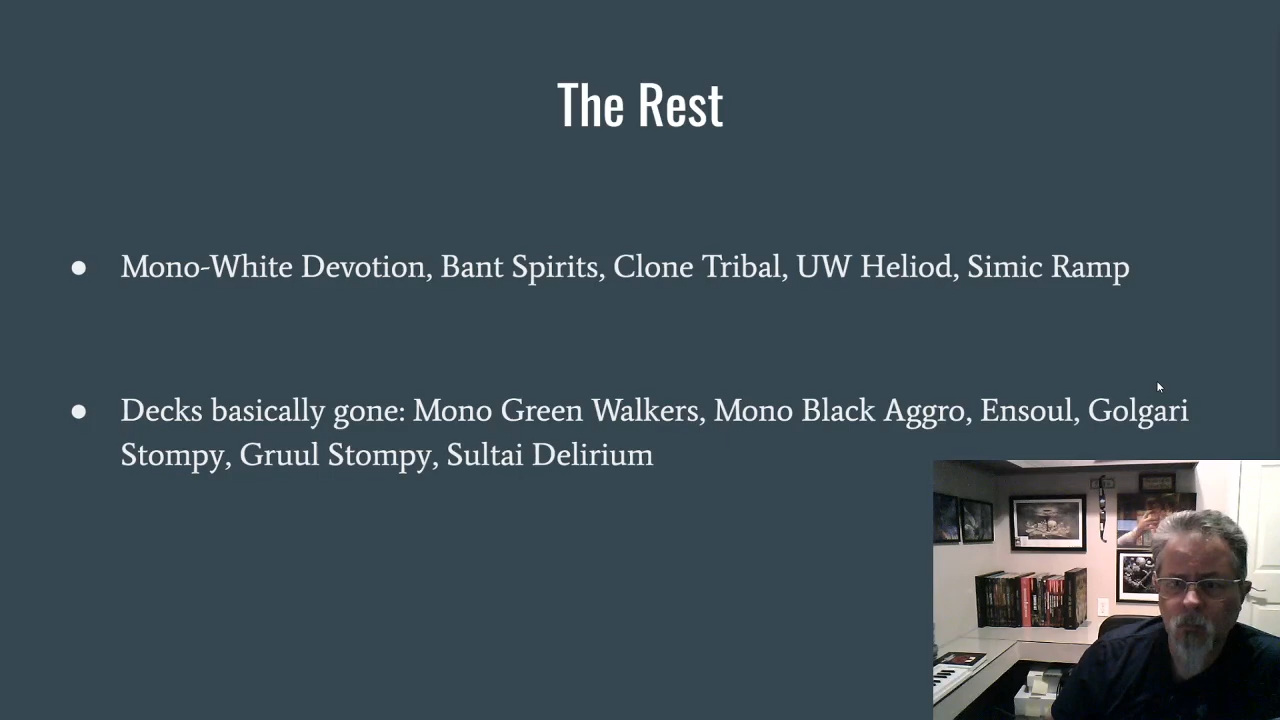 The Rest
● Mono-White Devotion, Bant Spirits, Clone Tribal, UW Heliod, Simic Ramp
● Decks basically gone: Mono Green Walkers, Mono Black Aggro, Ensoul, Golgari
Stompy, Gruul Stompy, Sultai Delirium